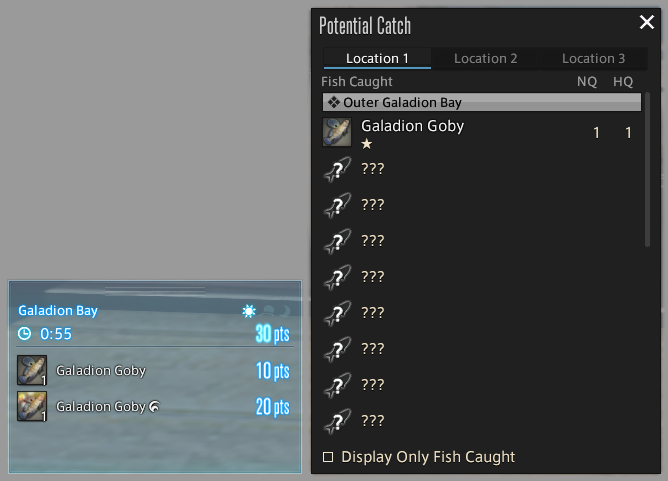 Potential Catch
Location 1 Location 2 Location 3
Fish Caught NQ HQ
Outer Galadion Bay
Galadion Goby 1 1
★
???
???
???
???
???
???
???
???
Display Only Fish Caught
Galadion Bay
0:55 30 pts
Galadion Goby 10 pts
1
Galadion Goby 20 pts
1